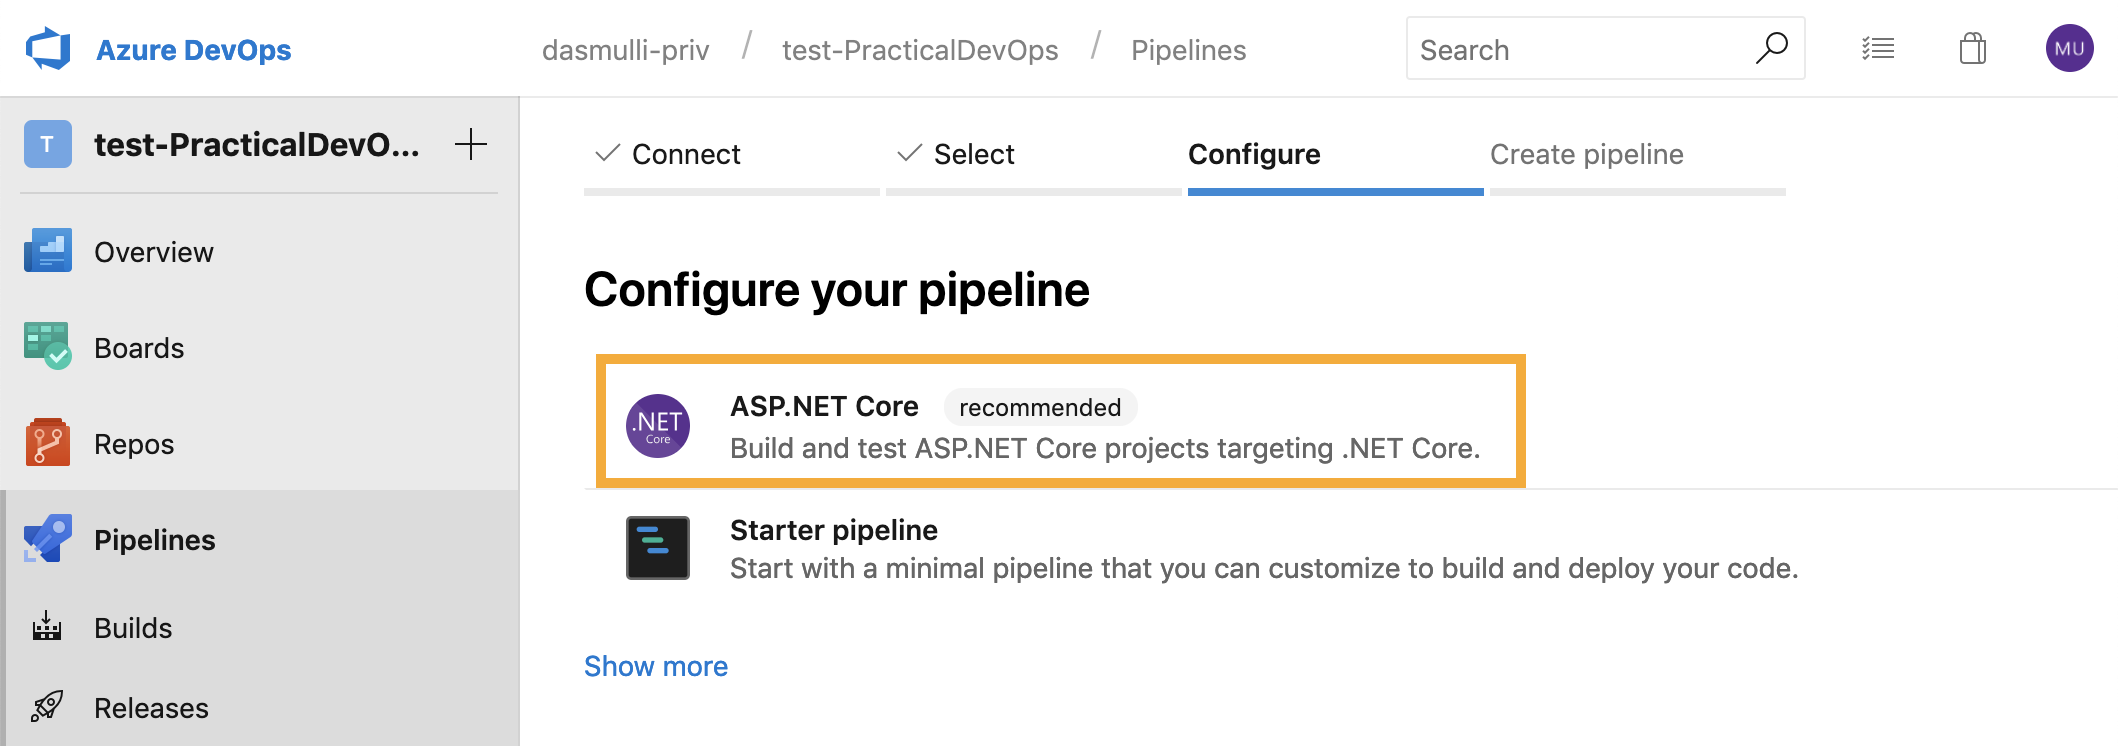 Azure DevOps
dasmulli-priv / test-PracticalDevOps / Pipelines
Search
MU
T
test-PracticalDevO...
Overview
Boards
Repos
Pipelines
Builds
Releases
Connect
Select
Configure
Create pipeline
Configure your pipeline
.NET
Core
ASP.NET Core recommended
Build and test ASP.NET Core projects targeting .NET Core.
Starter pipeline
Start with a minimal pipeline that you can customize to build and deploy your code.
Show more